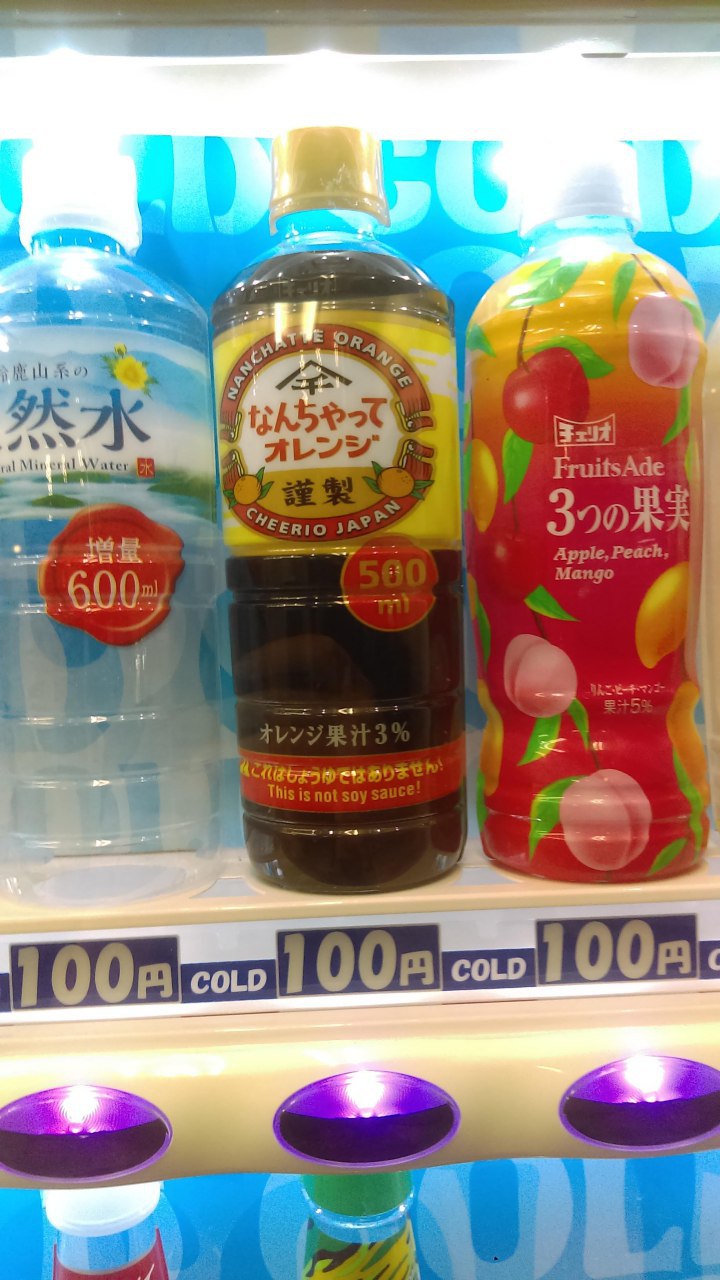 鈴鹿山系の
然水
ral Mineral Water
水
増量
600ml
NANCHATTE ORANGE
なんちゃって
オレンジ
謹製
CHEERIO JAPAN
500
ml
オレンジ果汁3%
これはしょうゆではありません!
This is not soy sauce!
チェリオ
FruitsAde
3つの果実
Apple, Peach,
Mango
りんご・ピーチ・マンゴー
果汁5%
100円 COLD 100円 COLD 100円
COLD